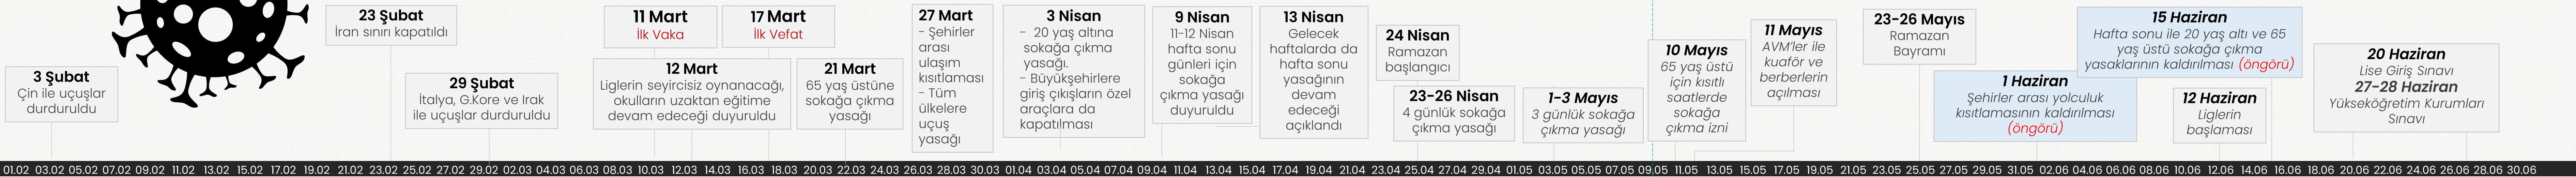 3 Şubat
Çin ile uçuşlar
durduruldu
23 Şubat
İran sınırı kapatıldı
29 Şubat
İtalya, G.Kore ve Irak
ile uçuşlar durduruldu
11 Mart
İlk Vaka
12 Mart
Liglerin seyircisiz oynanacağı,
okulların uzaktan eğitime
devam edeceği duyuruldu
17 Mart
İlk Vefat
21 Mart
65 yaş üstüne
sokağa çıkma
yasağı
27 Mart
- Şehirler
arası
ulaşım
kısıtlaması
- Tüm
ülkelere
uçuş
yasağı
3 Nisan
- 20 yaş altına
sokağa çıkma
yasağı.
- Büyükşehirlere
giriş çıkışların özel
araçlara da
kapatılması
9 Nisan
11-12 Nisan
hafta sonu
günleri için
sokağa
çıkma yasağı
duyuruldu
13 Nisan
Gelecek
haftalarda da
hafta sonu
yasağının
devam
edeceği
açıklandı
24 Nisan
Ramazan
başlangıcı
23-26 Nisan
4 günlük sokağa
çıkma yasağı
1-3 Mayıs
3 günlük sokağa
çıkma yasağı
10 Mayıs
65 yaş üstü
için kısıtlı
saatlerde
sokağa
çıkma izni
11 Mayıs
AVM'ler ile
kuaför ve
berberlerin
açılması
23-26 Mayıs
Ramazan
Bayramı
1 Haziran
Şehirler arası yolculuk
kısıtlamasının kaldırılması
(öngörü)
15 Haziran
Hafta sonu ile 20 yaş altı ve 65
yaş üstü sokağa çıkma
yasaklarının kaldırılması (öngörü)
12 Haziran
Liglerin
başlaması
20 Haziran
Lise Giriş Sınavı
27-28 Haziran
Yükseköğretim Kurumları
Sınavı
01.02 03.02 05.02 07.02 09.02 11.02 13.02 15.02 17.02 19.02 21.02 23.02 25.02 27.02 29.02 02.03 04.03 06.03 08.03 10.03 12.03 14.03 16.03 18.03 20.03 22.03 24.03 26.03 28.03 30.03 01.04 03.04 05.04 07.04 09.04 11.04 13.04 15.04 17.04 19.04 21.04 23.04 25.04 27.04 29.04 01.05 03.05 05.05 07.05 09.05 11.05 13.05 15.05 17.05 19.05 21.05 23.05 25.05 27.05 29.05 31.05 02.06 04.06 06.06 08.06 10.06 12.06 14.06 16.06 18.06 20.06 22.06 24.06 26.06 28.06 30.06